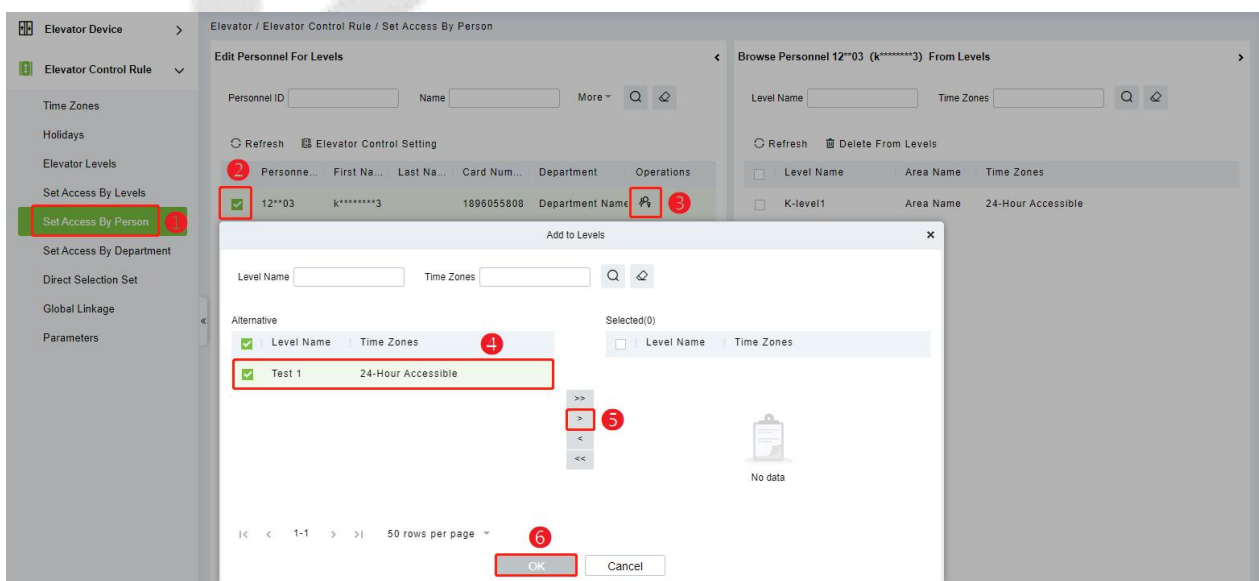 Elevator Device
Elevator Control Rule
Time Zones
Holidays
Elevator Levels
Set Access By Levels
Set Access By Person 1
Set Access By Department
Direct Selection Set
Global Linkage
Parameters
Elevator / Elevator Control Rule / Set Access By Person
Edit Personnel For Levels
Personnel ID Name More
Refresh Elevator Control Setting
2 Personne... First Na... Last Na... Card Num... Department Operations
12**03 k********3 1896055808 Department Name 3
Browse Personnel 12**03 (k********3) From Levels
Level Name Time Zones
Refresh Delete From Levels
Level Name Area Name Time Zones
K-level1 Area Name 24-Hour Accessible
Add to Levels ×
Level Name Time Zones
Alternative
Level Name Time Zones 4
Test 1 24-Hour Accessible
>>
> 5
<
<<
Selected(0)
Level Name Time Zones
No data
|< < 1-1 > >| 50 rows per page
6
OK Cancel